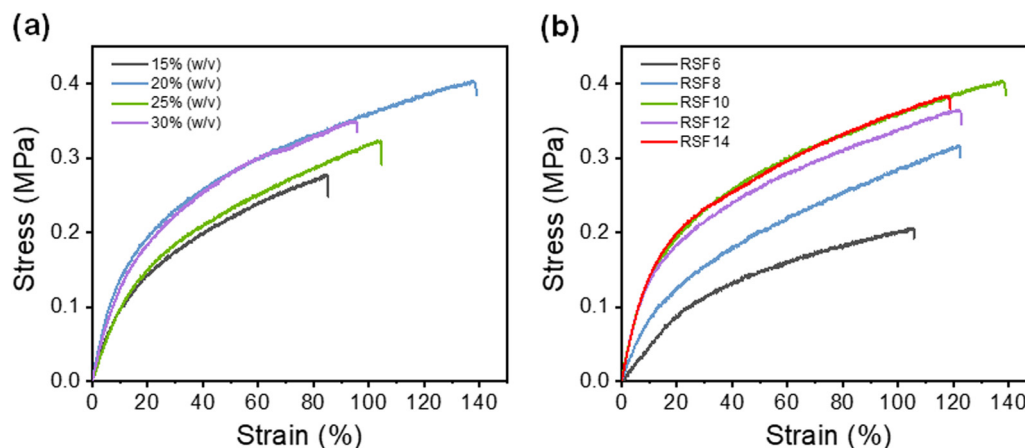 (a)
15% (w/v)
20% (w/v)
25% (w/v)
30% (w/v)
0.4
0.3
0.2
0.1
0.0
Stress (MPa)
0 20 40 60 80 100 120 140
Strain (%)
(b)
RSF6
RSF8
RSF10
RSF12
RSF14
0.4
0.3
0.2
0.1
0.0
Stress (MPa)
0 20 40 60 80 100 120 140
Strain (%)